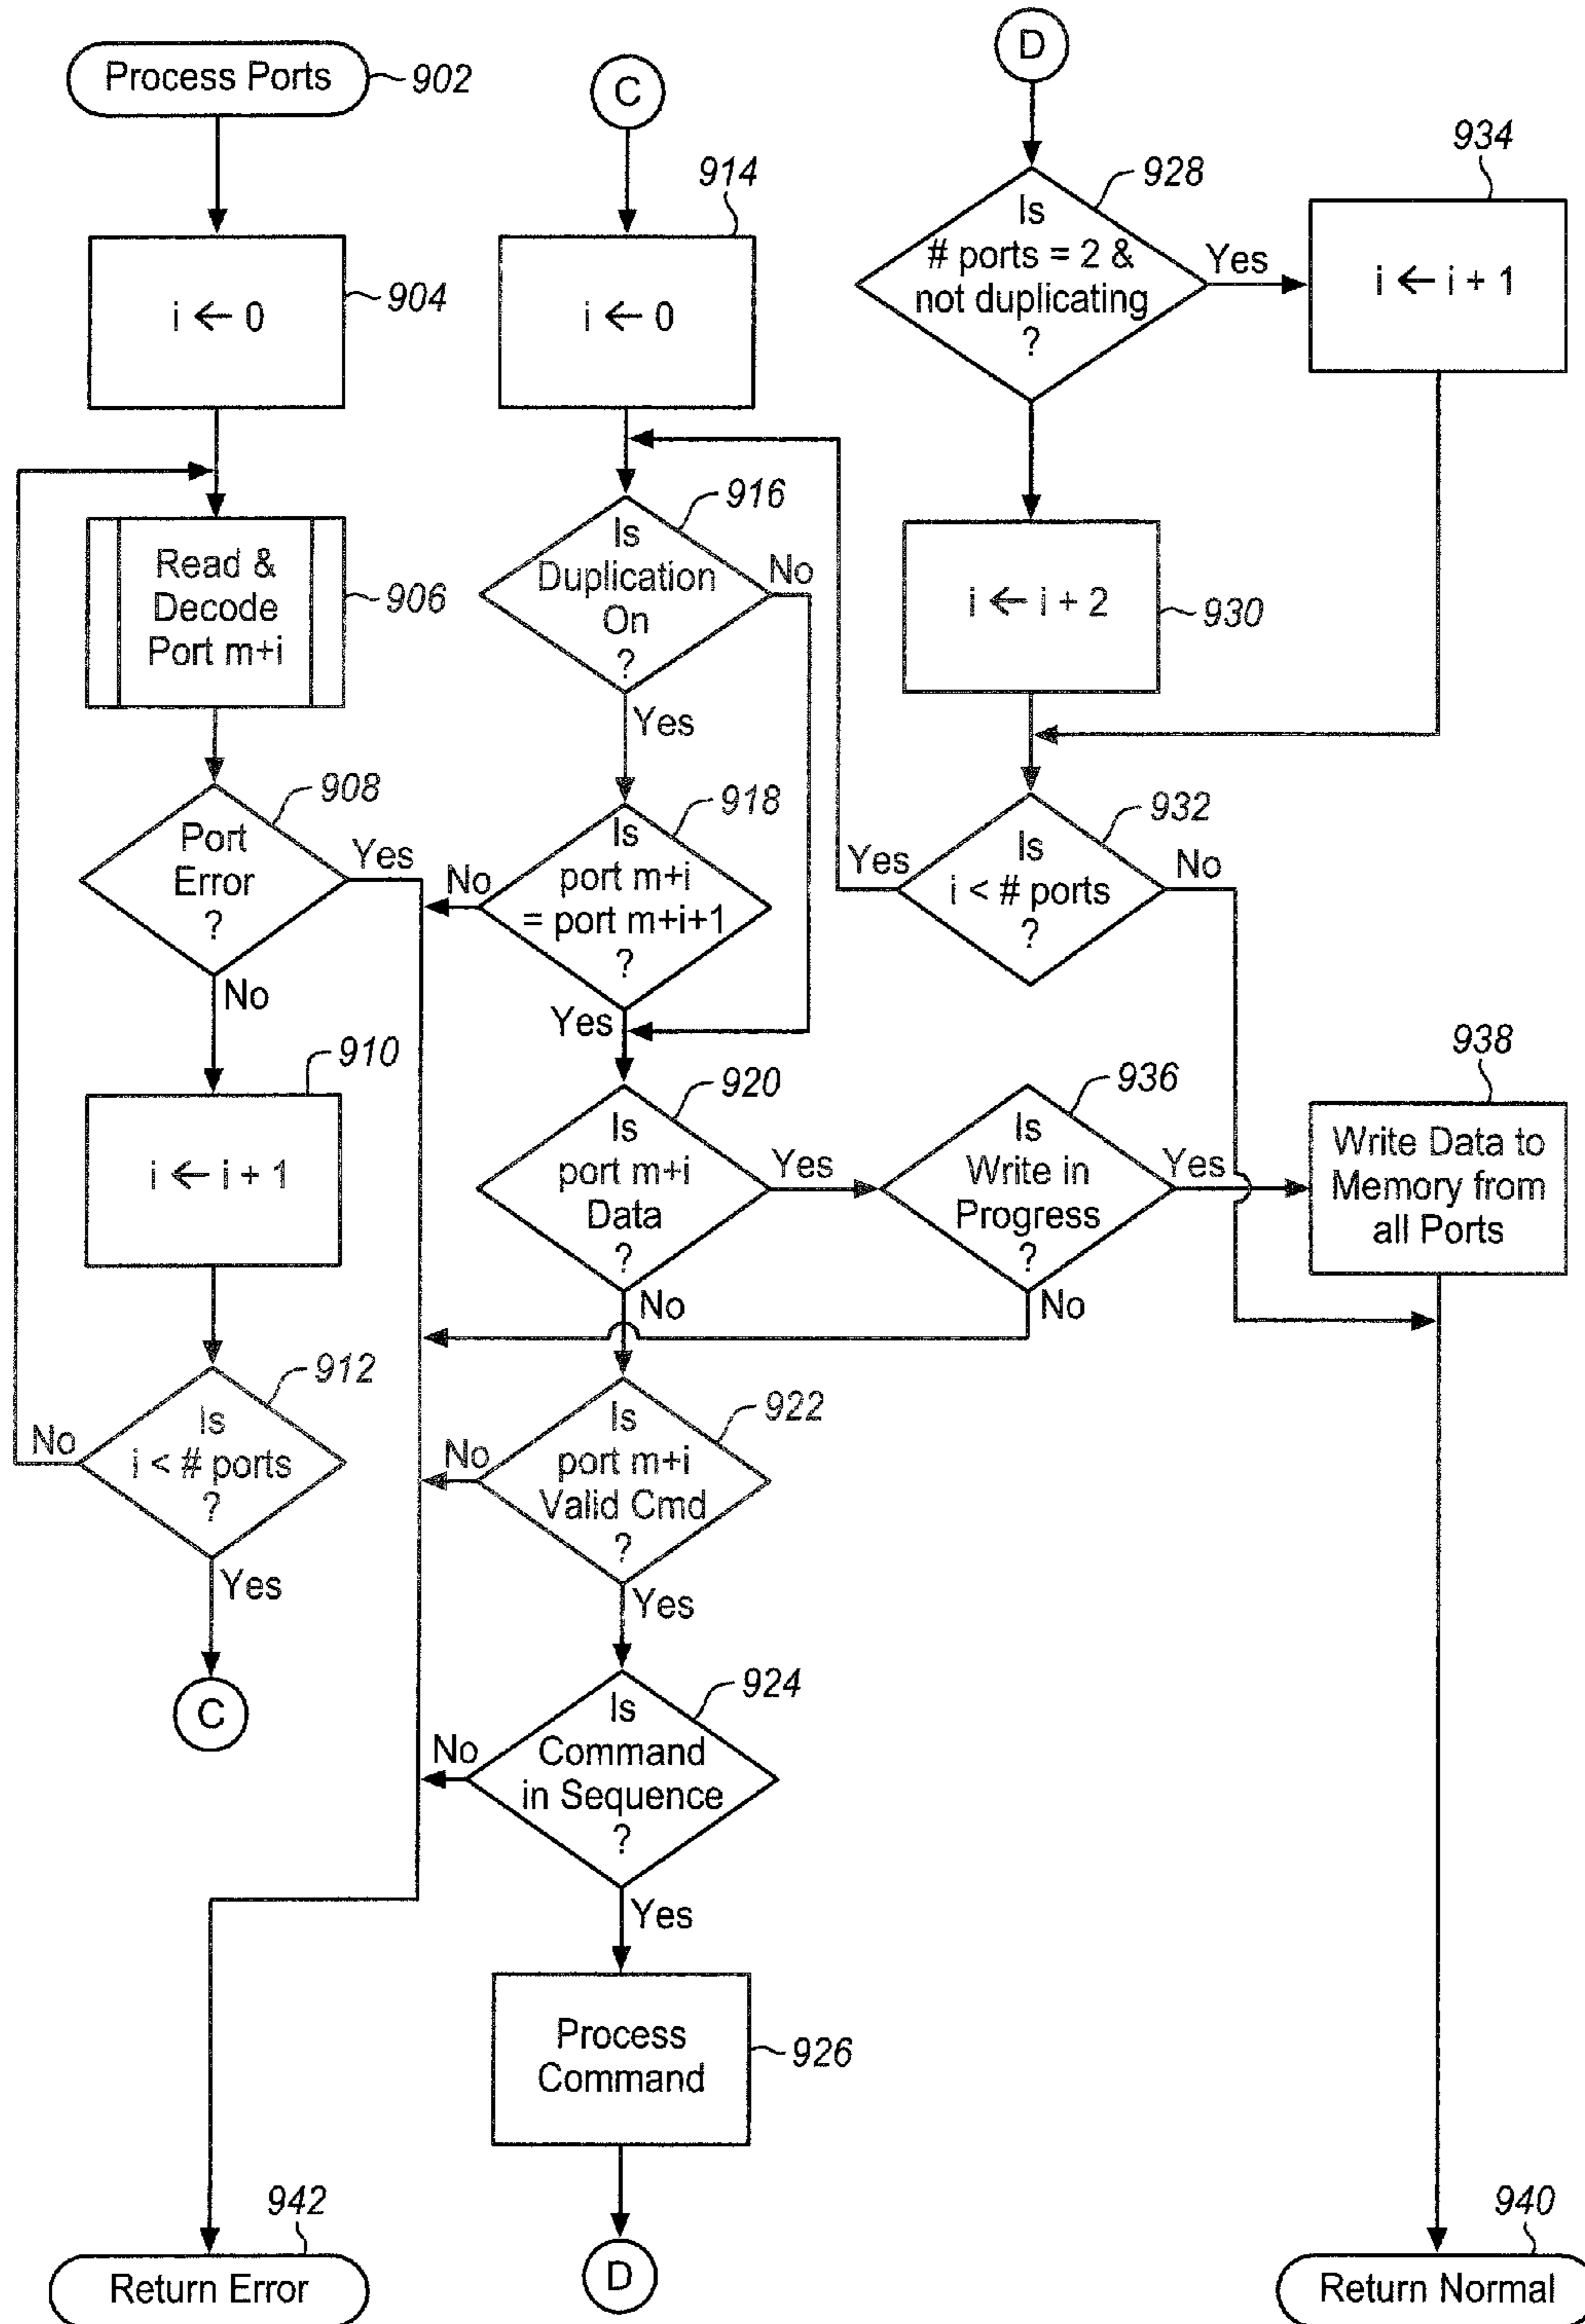 Process Ports
902
i ← 0
904
Read &
Decode
Port m+i
906
Port
Error
?
908
Yes
No
i ← i + 1
910
Is
i < # ports
?
912
No
Yes
C
C
i ← 0
914
Is
Duplication
On
?
916
No
Yes
Is
port m+i
= port m+i+1
?
918
No
Yes
Is
port m+i
Data
?
920
Yes
No
Is
port m+i
Valid Cmd
?
922
No
Yes
Is
Command
in Sequence
?
924
No
Yes
Process
Command
926
D
D
Is
# ports = 2 &
not duplicating
?
928
Yes
i ← i + 1
934
i ← i + 2
930
Is
i < # ports
?
932
Yes
No
Is
Write in
Progress
?
936
Yes
No
Write Data to
Memory from
all Ports
938
Return Error
942
Return Normal
940